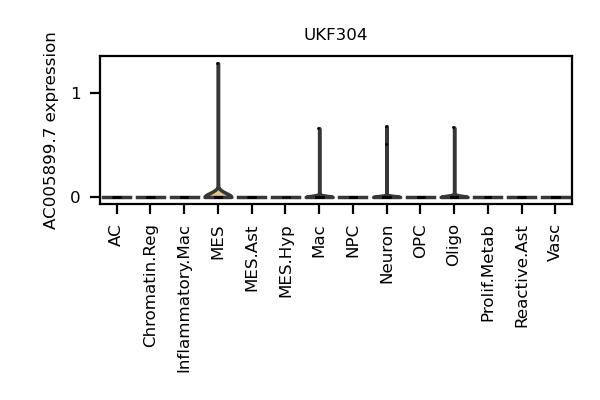 UKF304
AC005899.7 expression
1
0
AC
Chromatin.Reg
Inflammatory.Mac
MES
MES.Ast
MES.Hyp
Mac
NPC
Neuron
OPC
Oligo
Prolif.Metab
Reactive.Ast
Vasc